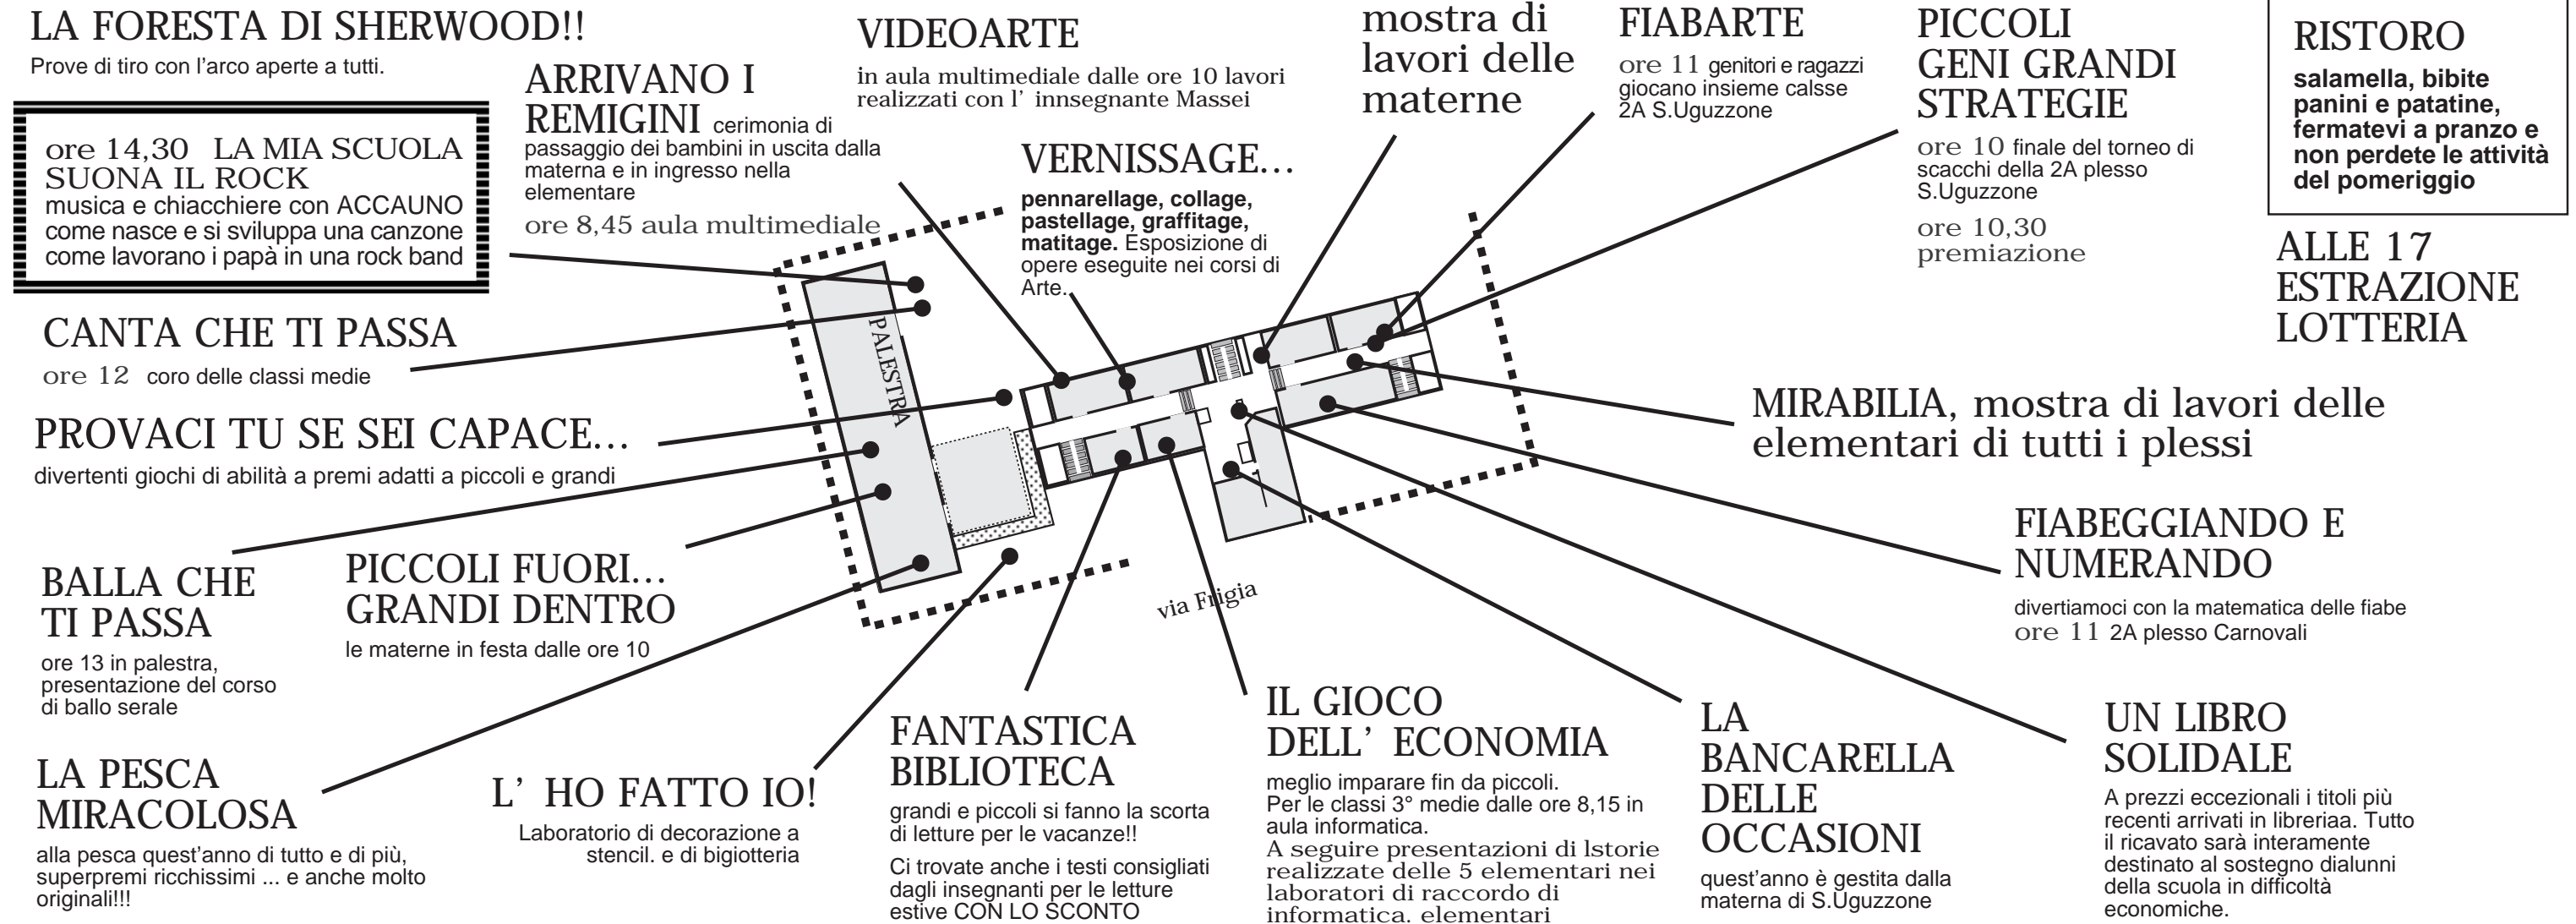 LA FORESTA DI SHERWOOD!!
Prove di tiro con l'arco aperte a tutti.
ore 14,30 LA MIA SCUOLA
SUONA IL ROCK
musica e chiacchiere con ACCAUNO
come nasce e si sviluppa una canzone
come lavorano i papà in una rock band
CANTA CHE TI PASSA
ore 12 coro delle classi medie
PROVACI TU SE SEI CAPACE...
divertenti giochi di abilità a premi adatti a piccoli e grandi
BALLA CHE
TI PASSA
ore 13 in palestra,
presentazione del corso
di ballo serale
PICCOLI FUORI...
GRANDI DENTRO
le materne in festa dalle ore 10
LA PESCA
MIRACOLOSA
alla pesca quest'anno di tutto e di più,
superpremi ricchissimi ... e anche molto
originali!!!
ARRIVANO I
REMIGINI cerimonia di
passaggio dei bambini in uscita dalla
materna e in ingresso nella
elementare
ore 8,45 aula multimediale
VIDEOARTE
in aula multimediale dalle ore 10 lavori
realizzati con l' innsegnante Massei
VERNISSAGE...
pennarellage, collage,
pastellage, graffitage,
matitage. Esposizione di
opere eseguite nei corsi di
Arte..
mostra di
lavori delle
materne
FIABARTE
ore 11 genitori e ragazzi
giocano insieme calsse
2A S.Uguzzone
PICCOLI
GENI GRANDI
STRATEGIE
ore 10 finale del torneo di
scacchi della 2A plesso
S.Uguzzone
ore 10,30
premiazione
RISTORO
salamella, bibite
panini e patatine,
fermatevi a pranzo e
non perdete le attività
del pomeriggio
ALLE 17
ESTRAZIONE
LOTTERIA
PALESTRA
via Frigia
MIRABILIA, mostra di lavori delle
elementari di tutti i plessi
FIABEGGIANDO E
NUMERANDO
divertiamoci con la matematica delle fiabe
ore 11 2A plesso Carnovali
L' HO FATTO IO!
Laboratorio di decorazione a
stencil. e di bigiotteria
FANTASTICA
BIBLIOTECA
grandi e piccoli si fanno la scorta
di letture per le vacanze!!
Ci trovate anche i testi consigliati
dagli insegnanti per le letture
estive CON LO SCONTO
IL GIOCO
DELL' ECONOMIA
meglio imparare fin da piccoli.
Per le classi 3° medie dalle ore 8,15 in
aula informatica.
A seguire presentazioni di lstorie
realizzate delle 5 elementari nei
laboratori di raccordo di
informatica. elementari
LA
BANCARELLA
DELLE
OCCASIONI
quest'anno è gestita dalla
materna di S.Uguzzone
UN LIBRO
SOLIDALE
A prezzi eccezionali i titoli più
recenti arrivati in libreriaa. Tutto
il ricavato sarà interamente
destinato al sostegno dialunni
della scuola in difficoltà
economiche.